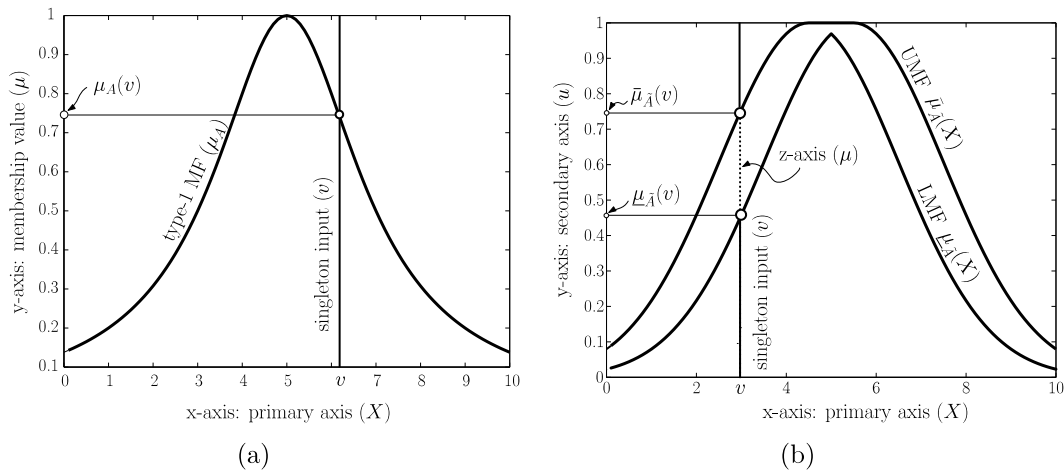 1
0.9
0.8
0.7
0.6
0.5
0.4
0.3
0.2
0.1
y-axis: membership value (μ)
μ_A(v)
type-1 MF (μ_A)
singleton input (v)
0 1 2 3 4 5 6 v 7 8 9 10
x-axis: primary axis (X)
(a)
1
0.9
0.8
0.7
0.6
0.5
0.4
0.3
0.2
0.1
0
y-axis: secondary axis (u)
μ̄_Ã(v)
μ̲_Ã(v)
z-axis (μ)
UMF μ̄_Ã(X)
LMF μ̲_Ã(X)
singleton input (v)
0 2 v 4 6 8 10
x-axis: primary axis (X)
(b)